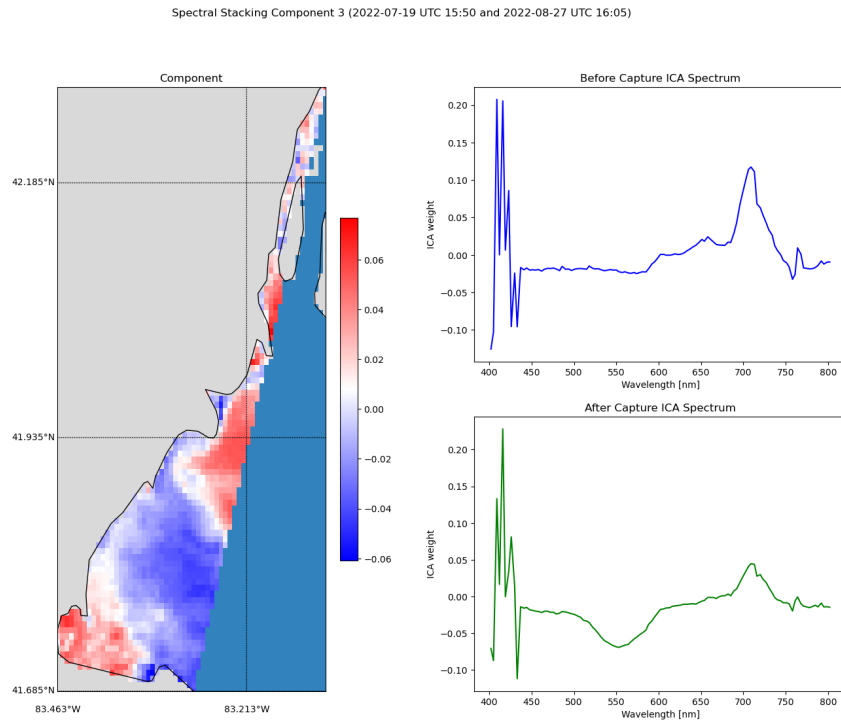 Spectral Stacking Component 3 (2022-07-19 UTC 15:50 and 2022-08-27 UTC 16:05)
Component
42.185°N
41.935°N
41.685°N
83.463°W
83.213°W
0.06
0.04
0.02
0.00
−0.02
−0.04
−0.06
Before Capture ICA Spectrum
ICA weight
0.20
0.15
0.10
0.05
0.00
−0.05
−0.10
400 450 500 550 600 650 700 750 800
Wavelength [nm]
After Capture ICA Spectrum
ICA weight
0.20
0.15
0.10
0.05
0.00
−0.05
−0.10
400 450 500 550 600 650 700 750 800
Wavelength [nm]